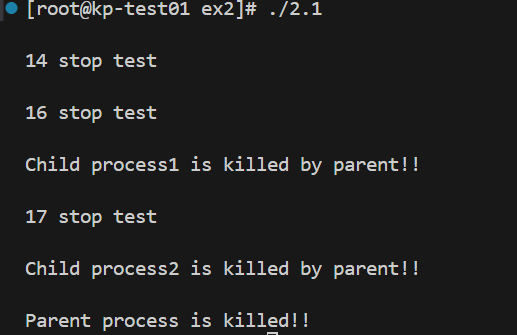 [root@kp-test01 ex2]# ./2.1
14 stop test
16 stop test
Child process1 is killed by parent!!
17 stop test
Child process2 is killed by parent!!
Parent process is killed!!